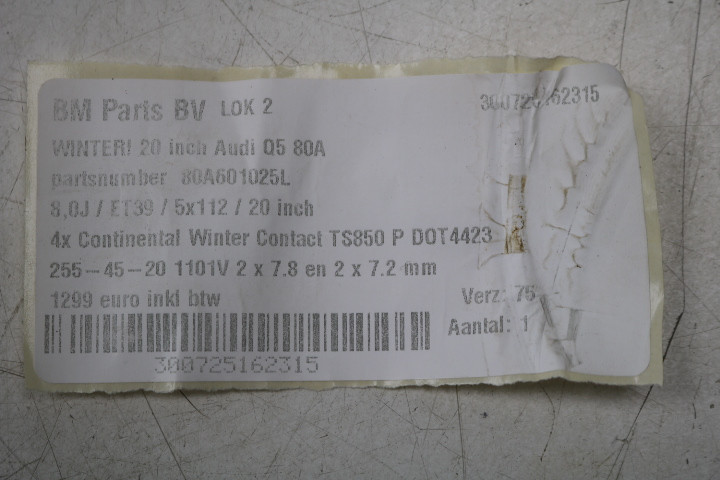 BM Parts BV LOK 2 300725162315
WINTER! 20 inch Audi Q5 80A
partsnumber 80A601025L
8,0J / ET39 / 5x112 / 20 inch
4x Continental Winter Contact TS850 P DOT4423
255-45-20 1101V 2 x 7.8 en 2 x 7.2 mm
1299 euro inkl btw Verz: 75
Aantal: 1
300725162315